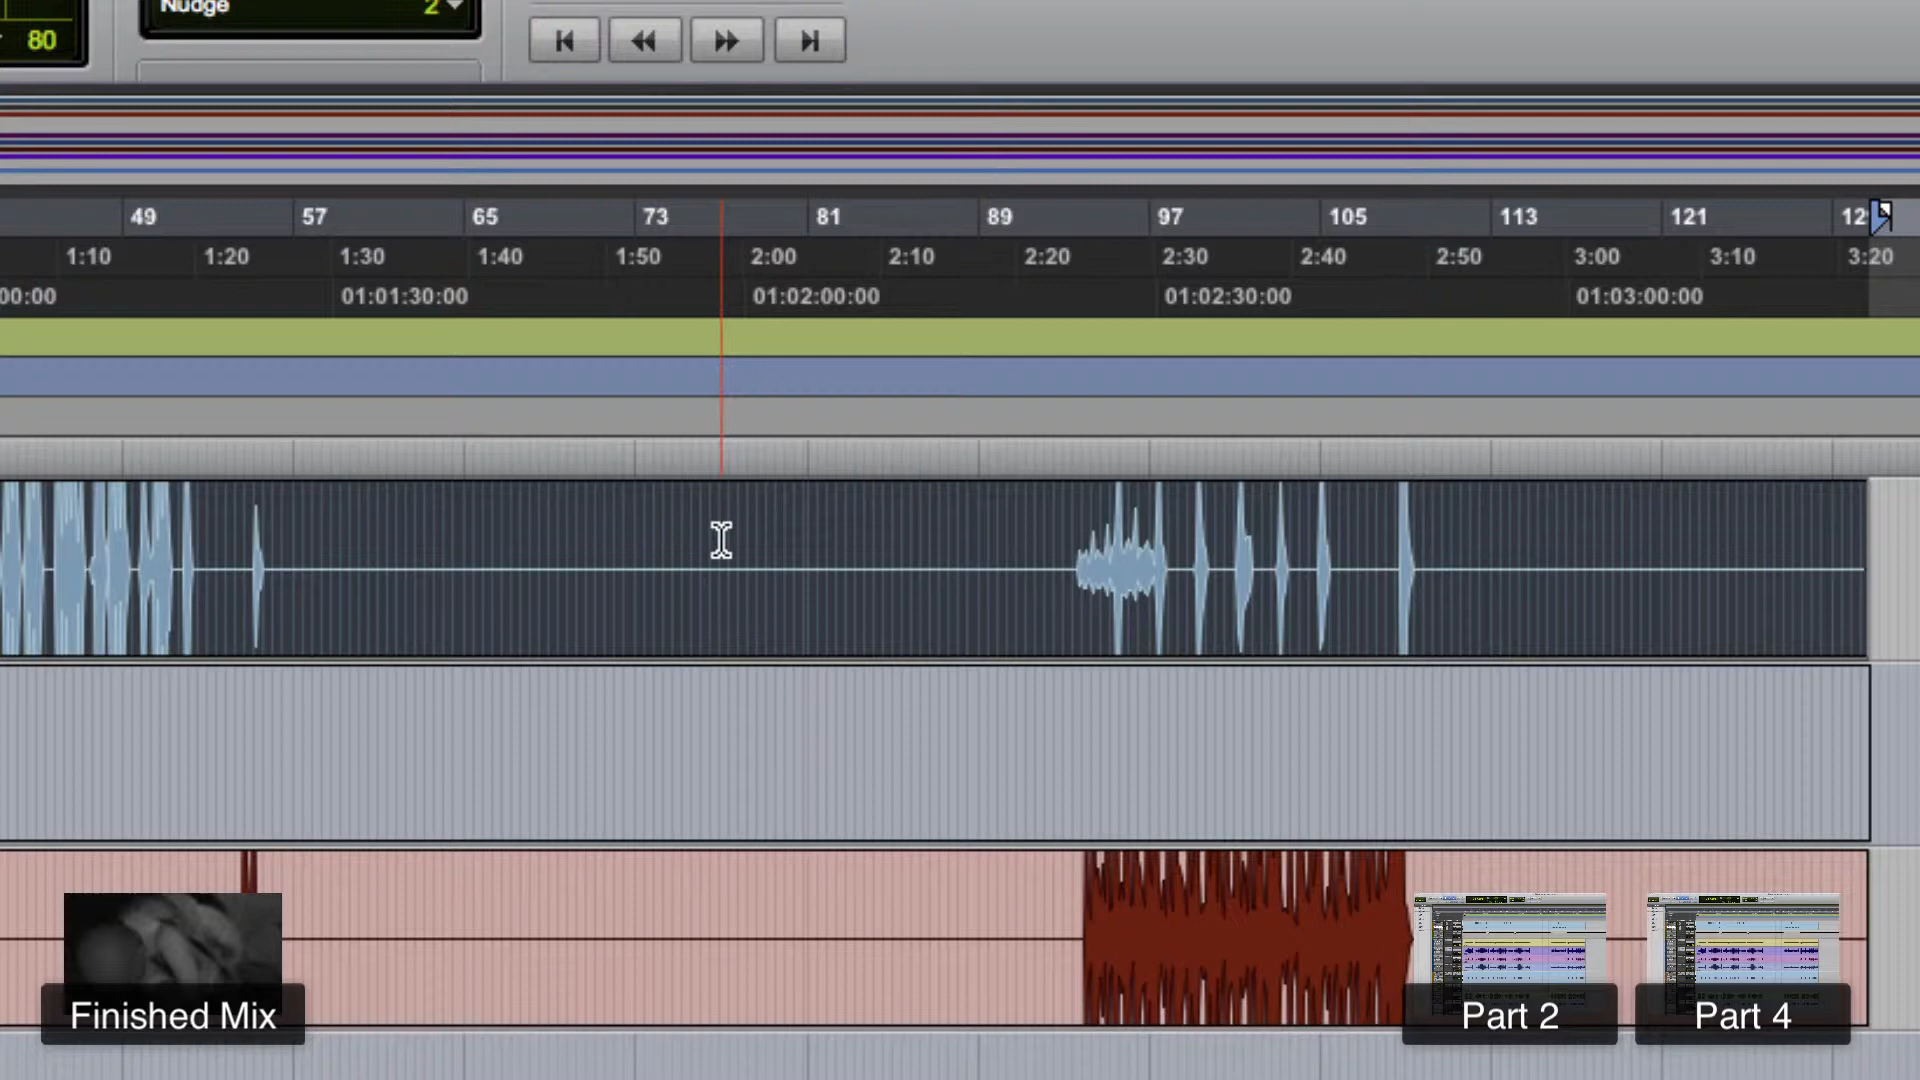 Nudge 2
80
49 57 65 73 81 89 97 105 113 121
1:10 1:20 1:30 1:40 1:50 2:00 2:10 2:20 2:30 2:40 2:50 3:00 3:10 3:20
00:00 01:01:30:00 01:02:00:00 01:02:30:00 01:03:00:00
Finished Mix
Part 2
Part 4